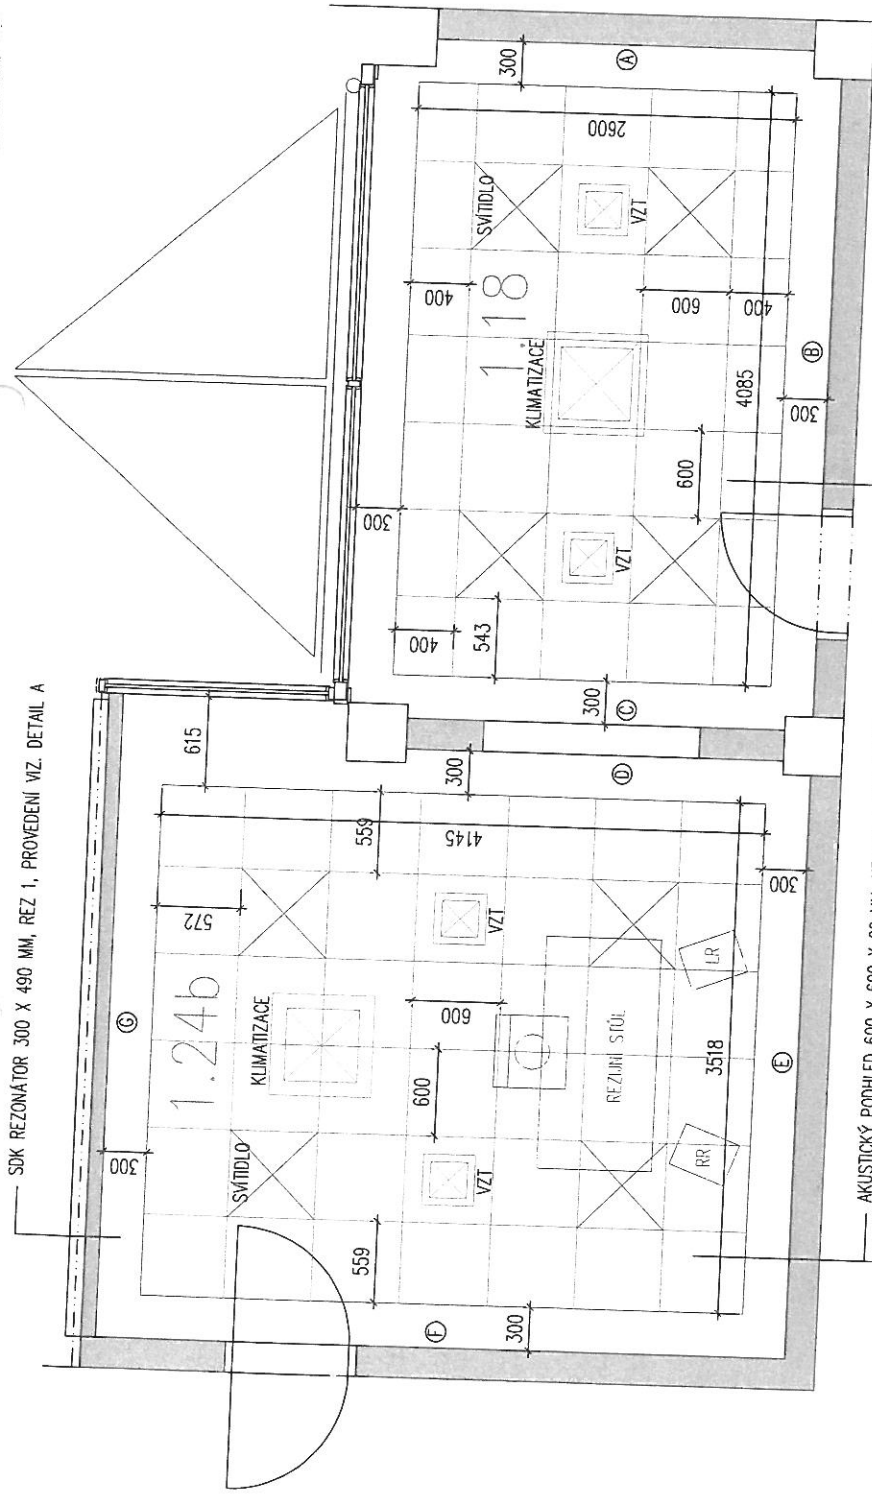 SDK REZONÁTOR 300 X 490 MM, REZ 1, PROVEDENÍ VIZ. DETAIL A
G
300
1.24b
572
615
KLIMATIZACE
SVÍTIDLO
559
4145
600
600
VZT
VZT
559
REZIJNÍ STŮL
LR
RR
3518
300
300
300
F
D
E
300
A
2600
SVÍTIDLO
VZT
400
1.18
KLIMATIZACE
600
400
4085
B
300
300
600
VZT
400
543
300
C